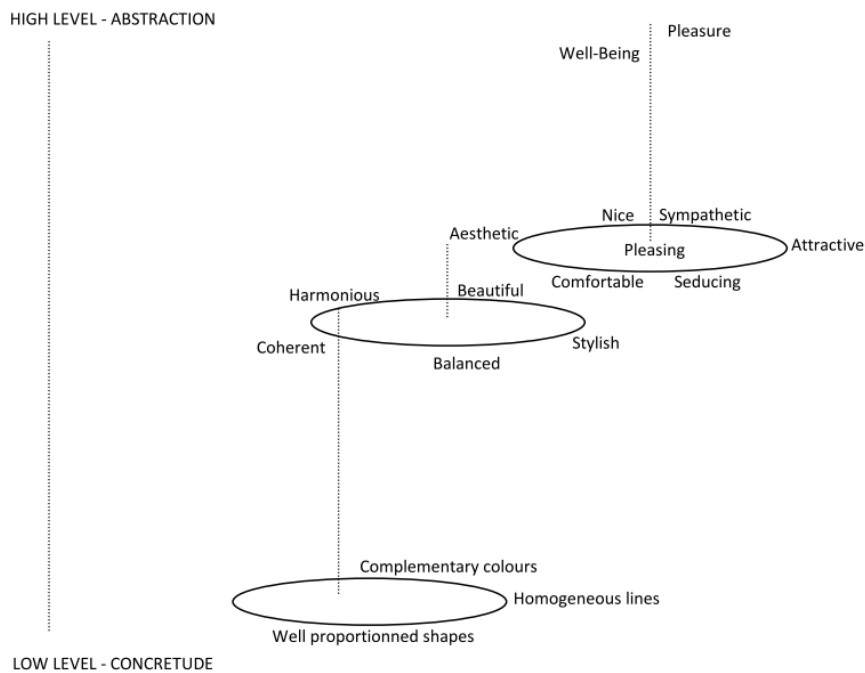 HIGH LEVEL - ABSTRACTION
Pleasure
Well-Being
Nice
Sympathetic
Aesthetic
Pleasing
Attractive
Comfortable
Seducing
Harmonious
Beautiful
Coherent
Stylish
Balanced
Complementary colours
Homogeneous lines
Well proportionned shapes
LOW LEVEL - CONCRETUDE